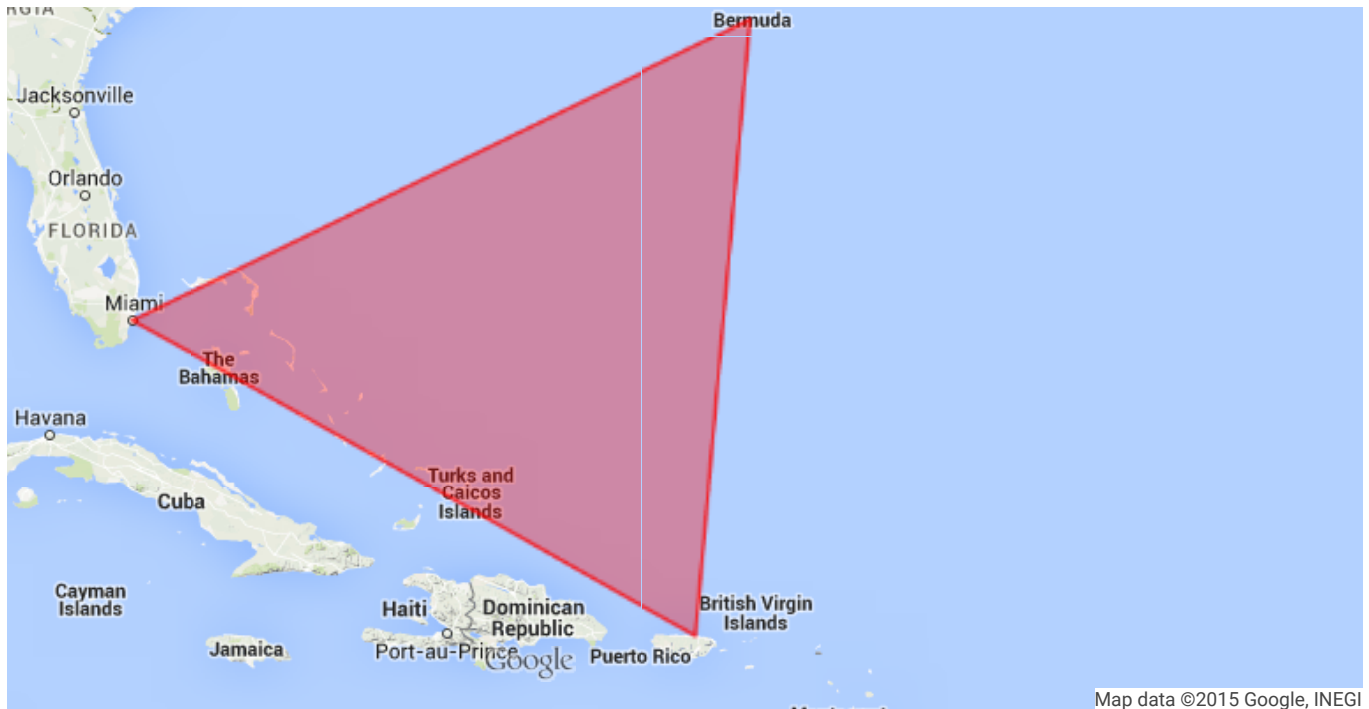 RGIA
Bermuda
Jacksonville
Orlando
FLORIDA
Miami
The
Bahamas
Havana
Turks and
Caicos
Islands
Cuba
Cayman
Islands
Haiti
Dominican
Republic
British Virgin
Islands
Jamaica
Port-au-Prince
Google
Puerto Rico
Map data ©2015 Google, INEGI